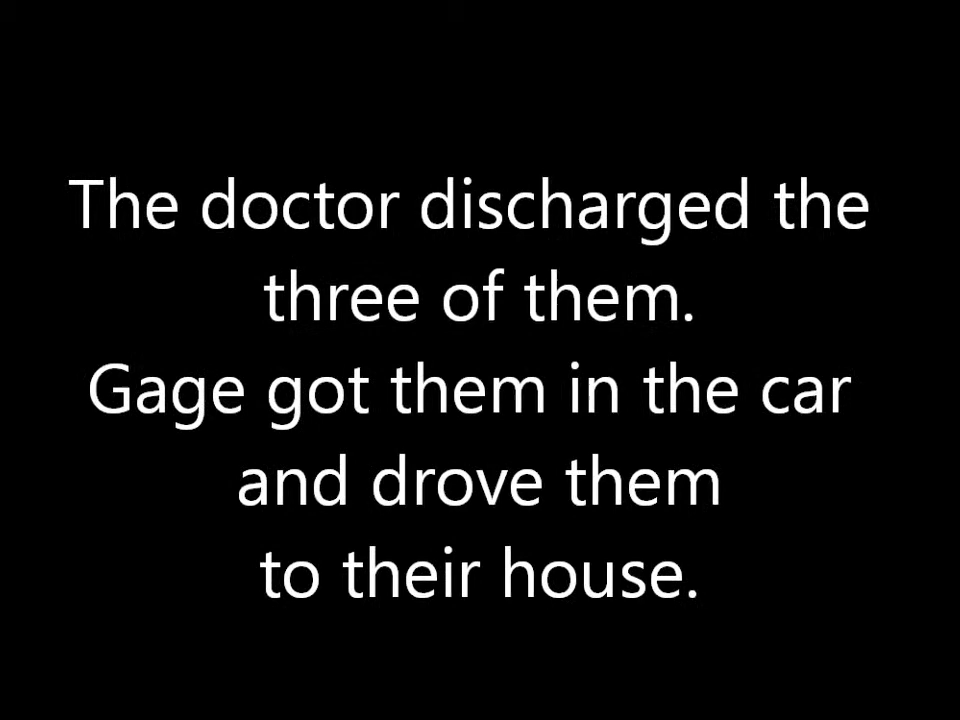 The doctor discharged the
three of them.
Gage got them in the car
and drove them
to their house.